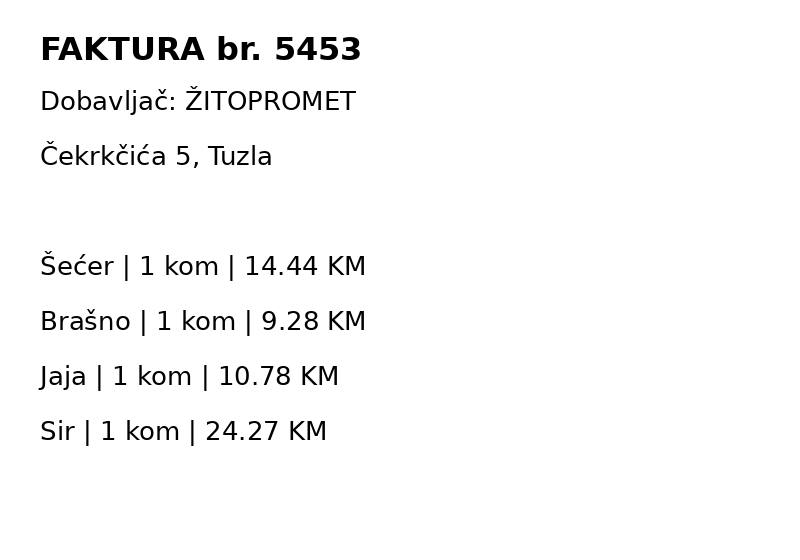 FAKTURA br. 5453
Dobavljač: ŽITOPROMET
Čekrkčića 5, Tuzla
Šećer | 1 kom | 14.44 KM
Brašno | 1 kom | 9.28 KM
Jaja | 1 kom | 10.78 KM
Sir | 1 kom | 24.27 KM